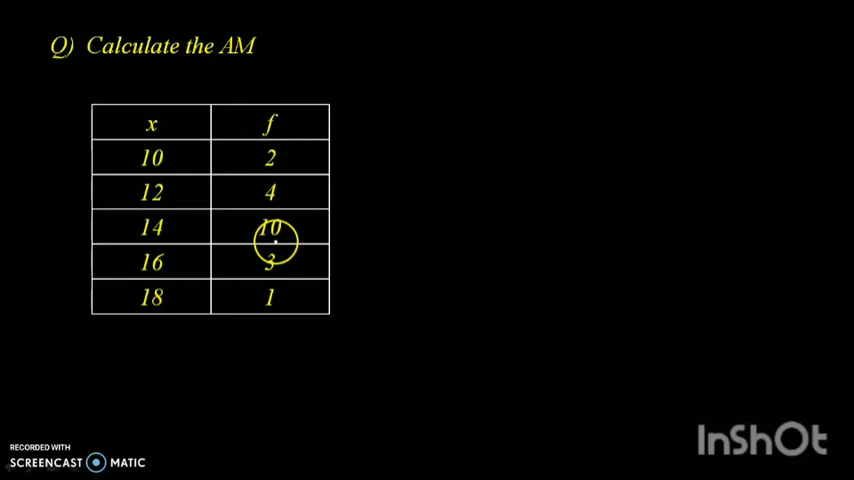 Q) Calculate the AM
x f
10 2
12 4
14 10
16 3
18 1
RECORDED WITH
SCREENCAST MATIC
InShOt